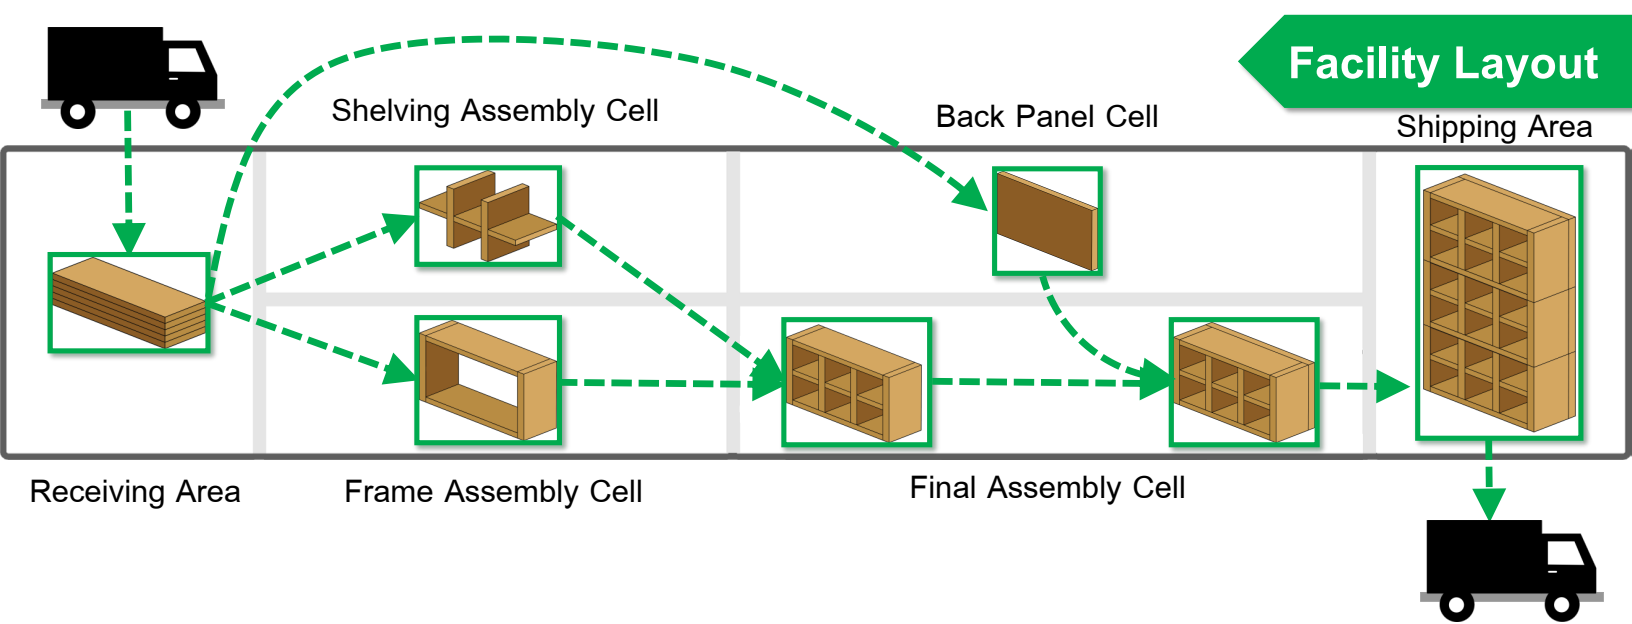 Facility Layout
Shelving Assembly Cell
Back Panel Cell
Shipping Area
Receiving Area
Frame Assembly Cell
Final Assembly Cell